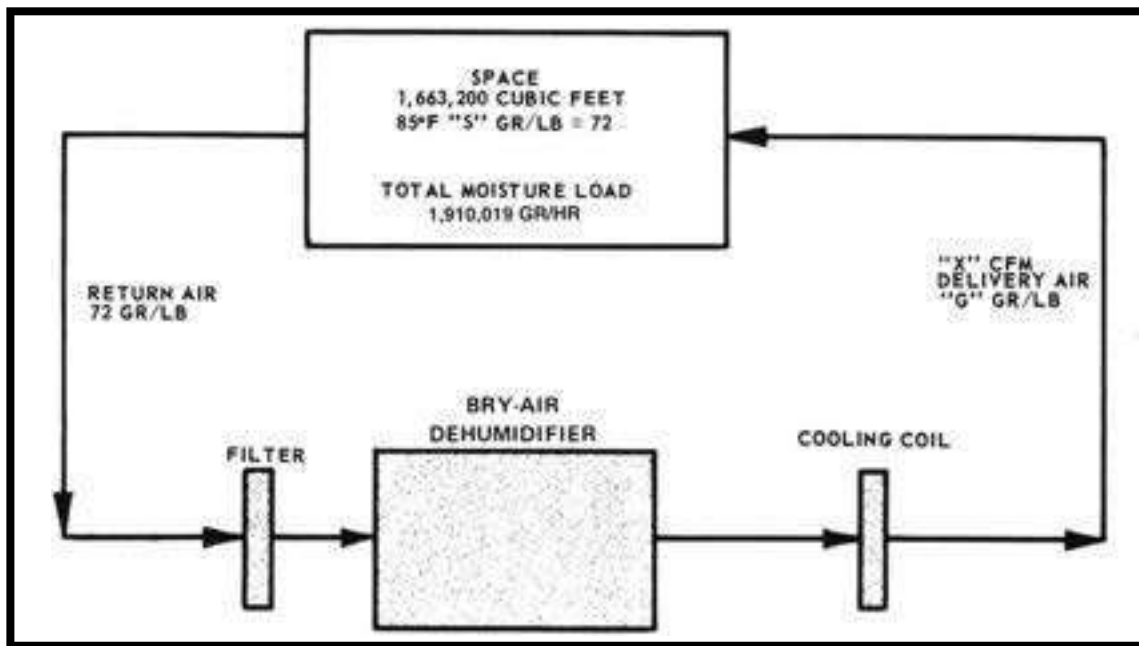 SPACE
1,663,200 CUBIC FEET
85°F "S" GR/LB = 72
TOTAL MOISTURE LOAD
1,910,019 GR/HR
RETURN AIR
72 GR/LB
"X" CFM
DELIVERY AIR
"G" GR/LB
BRY-AIR
DEHUMIDIFIER
FILTER
COOLING COIL